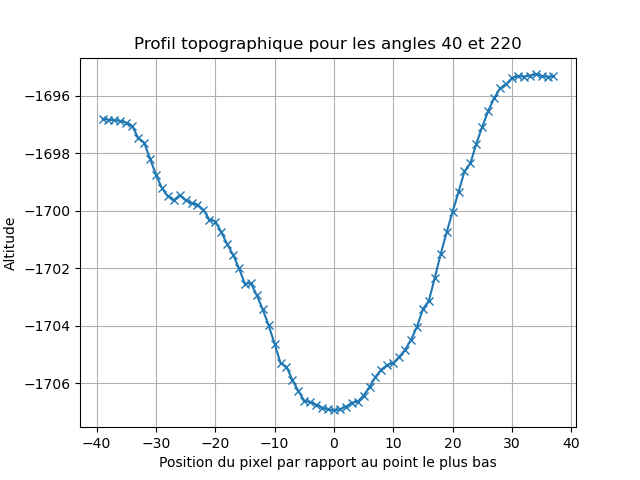 Profil topographique pour les angles 40 et 220
Altitude
−1696
−1698
−1700
−1702
−1704
−1706
−40 −30 −20 −10 0 10 20 30 40
Position du pixel par rapport au point le plus bas